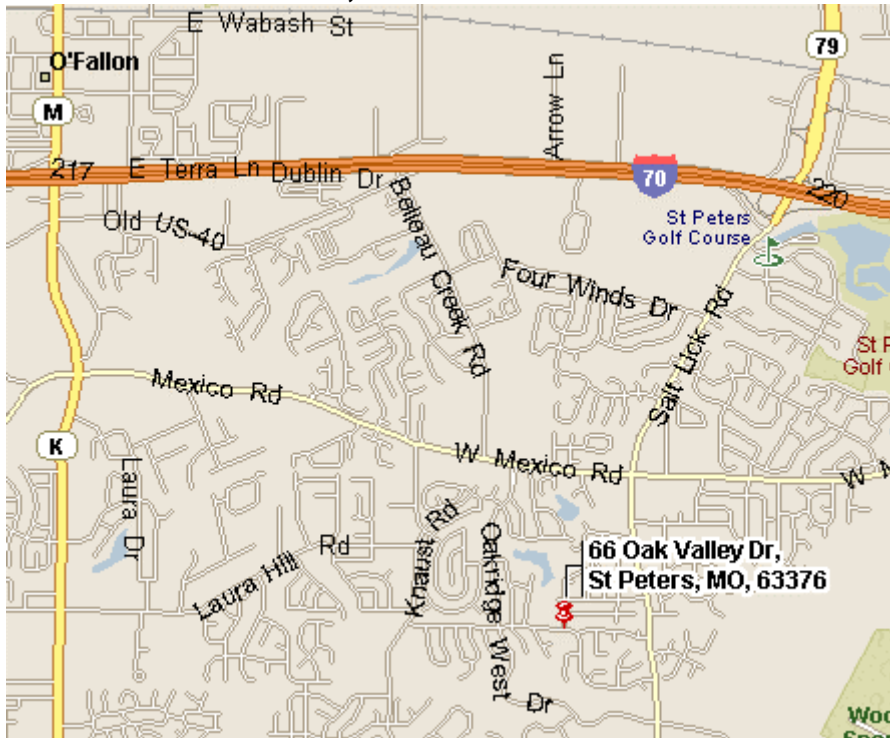 E Wabash St
79
O'Fallon
M
Arrow Ln
217
E Terra Ln
Dublin Dr
70
220
Old US-40
Belleau Creek Rd
St Peters
Golf Course
Four Winds Dr
Salt Lick Rd
St P
Golf
Mexico Rd
K
W Mexico Rd
W M
Laura Dr
Laura Hill Rd
Knaust Rd
Oakridge West Dr
66 Oak Valley Dr,
St Peters, MO, 63376
Woo